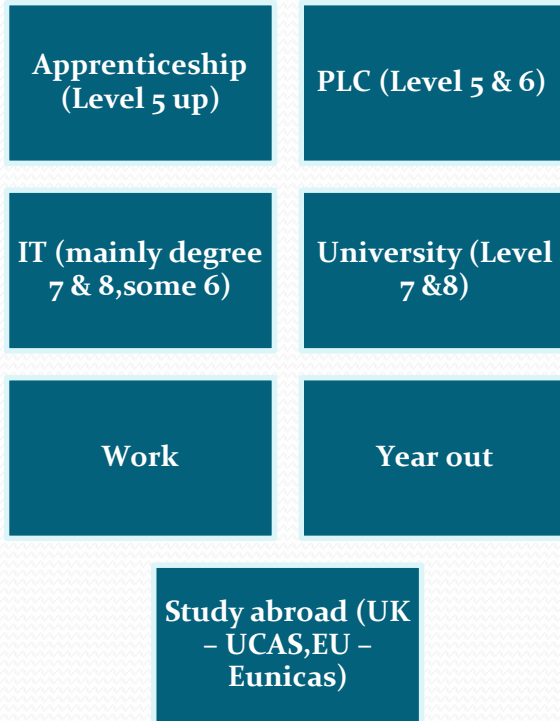 Apprenticeship
(Level 5 up)
PLC (Level 5 & 6)
IT (mainly degree
7 & 8,some 6)
University (Level
7 &8)
Work
Year out
Study abroad (UK
– UCAS,EU –
Eunicas)